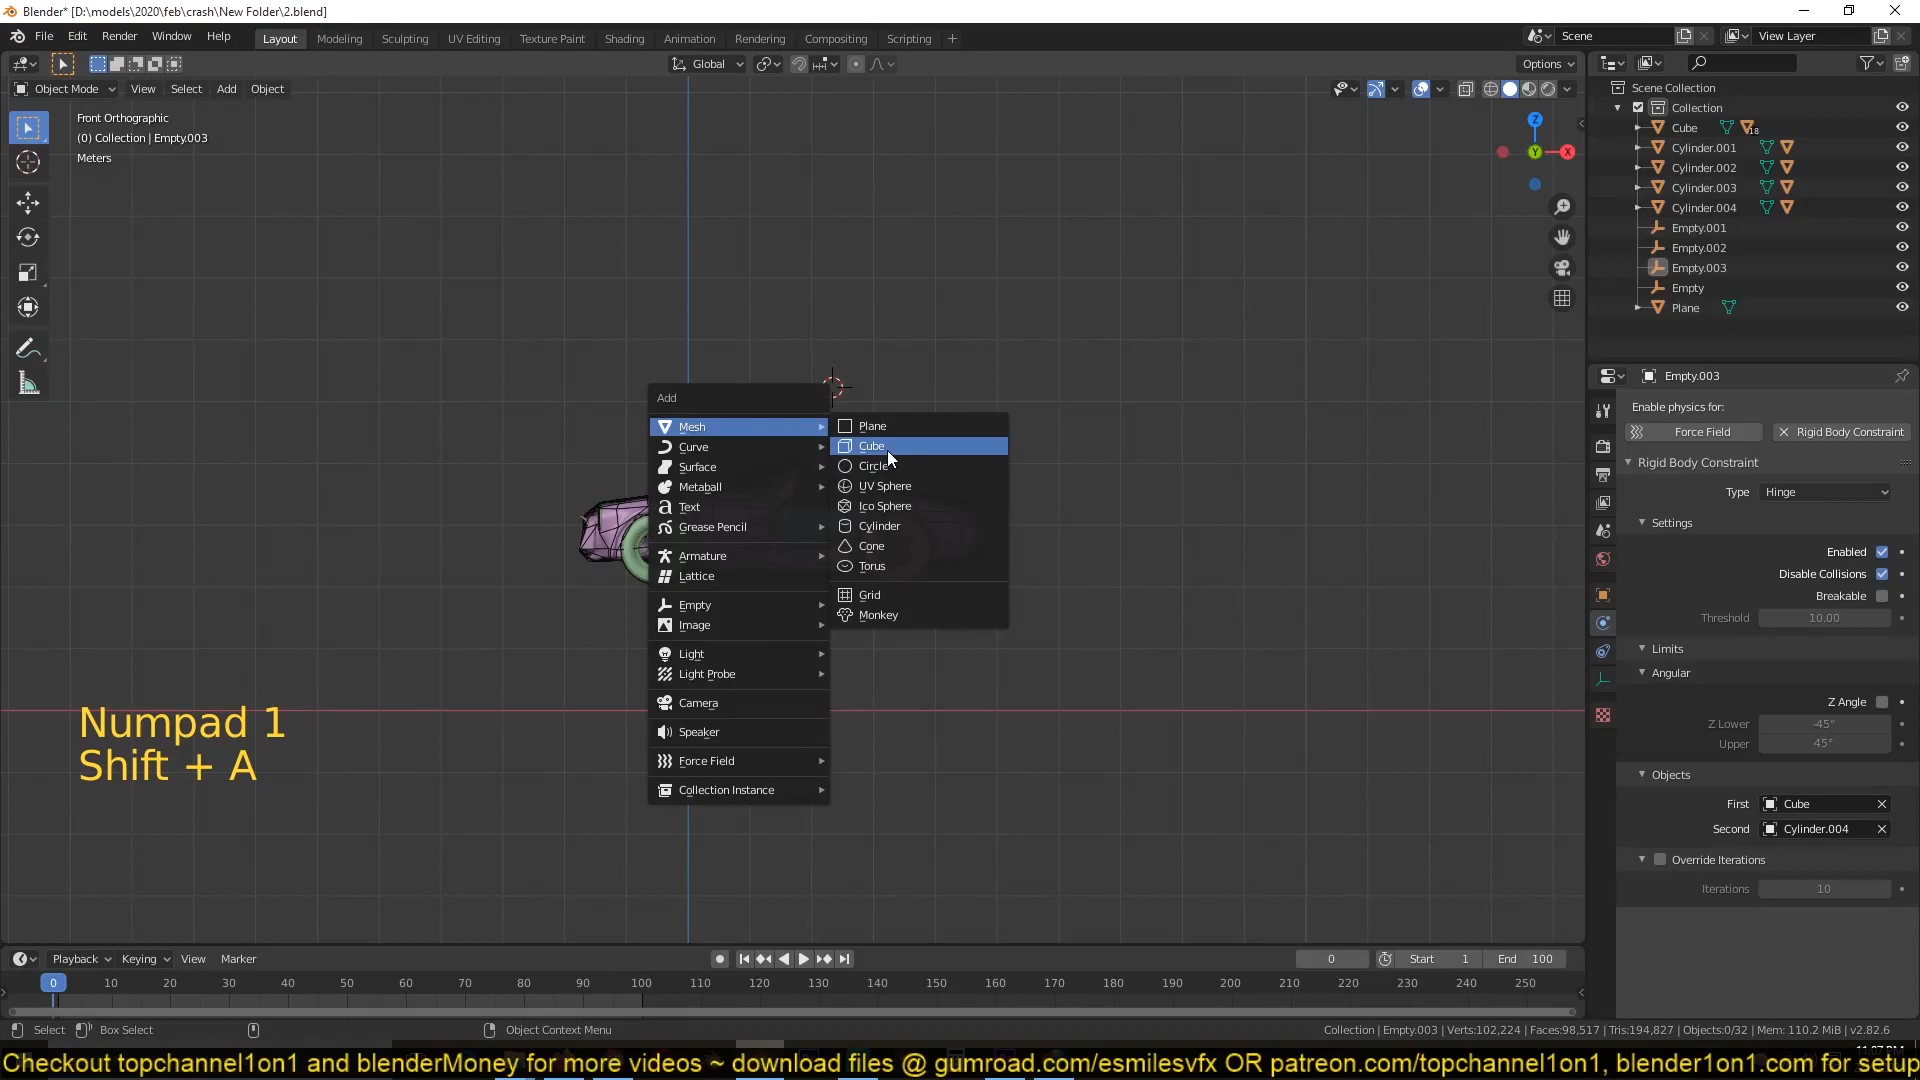 Blender* [D:\models\2020\feb\crash\New Folder\2.blend]
File Edit Render Window Help Layout Modeling Sculpting UV Editing Texture Paint Shading Animation Rendering Compositing Scripting + Scene View Layer
Global Options
Object Mode View Select Add Object
Front Orthographic
(0) Collection | Empty.003
Meters
Z
Y
X
Scene Collection
Collection
Cube 18
Cylinder.001
Cylinder.002
Cylinder.003
Cylinder.004
Empty.001
Empty.002
Empty.003
Empty
Plane
Add
Mesh
Curve
Surface
Metaball
Text
Grease Pencil
Armature
Lattice
Empty
Image
Light
Light Probe
Camera
Speaker
Force Field
Collection Instance
Plane
Cube
Circle
UV Sphere
Ico Sphere
Cylinder
Cone
Torus
Grid
Monkey
Numpad 1
Shift + A
Empty.003
Enable physics for:
Force Field Rigid Body Constraint
Rigid Body Constraint
Type Hinge
Settings
Enabled
Disable Collisions
Breakable
Threshold 10.00
Limits
Angular
Z Angle
Z Lower -45°
Upper 45°
Objects
First Cube
Second Cylinder.004
Override Iterations
Iterations 10
Playback Keying View Marker 0 Start 1 End 100
0 10 20 30 40 50 60 70 80 90 100 110 120 130 140 150 160 170 180 190 200 210 220 230 240 250
Select Box Select Object Context Menu Collection | Empty.003 | Verts:102,224 | Faces:98,517 | Tris:194,827 | Objects:0/32 | Mem: 110.2 MiB | v2.82.6
Checkout topchannel1on1 and blenderMoney for more videos ~ download files @ gumroad.com/esmilesvfx OR patreon.com/topchannel1on1, blender1on1.com for setup